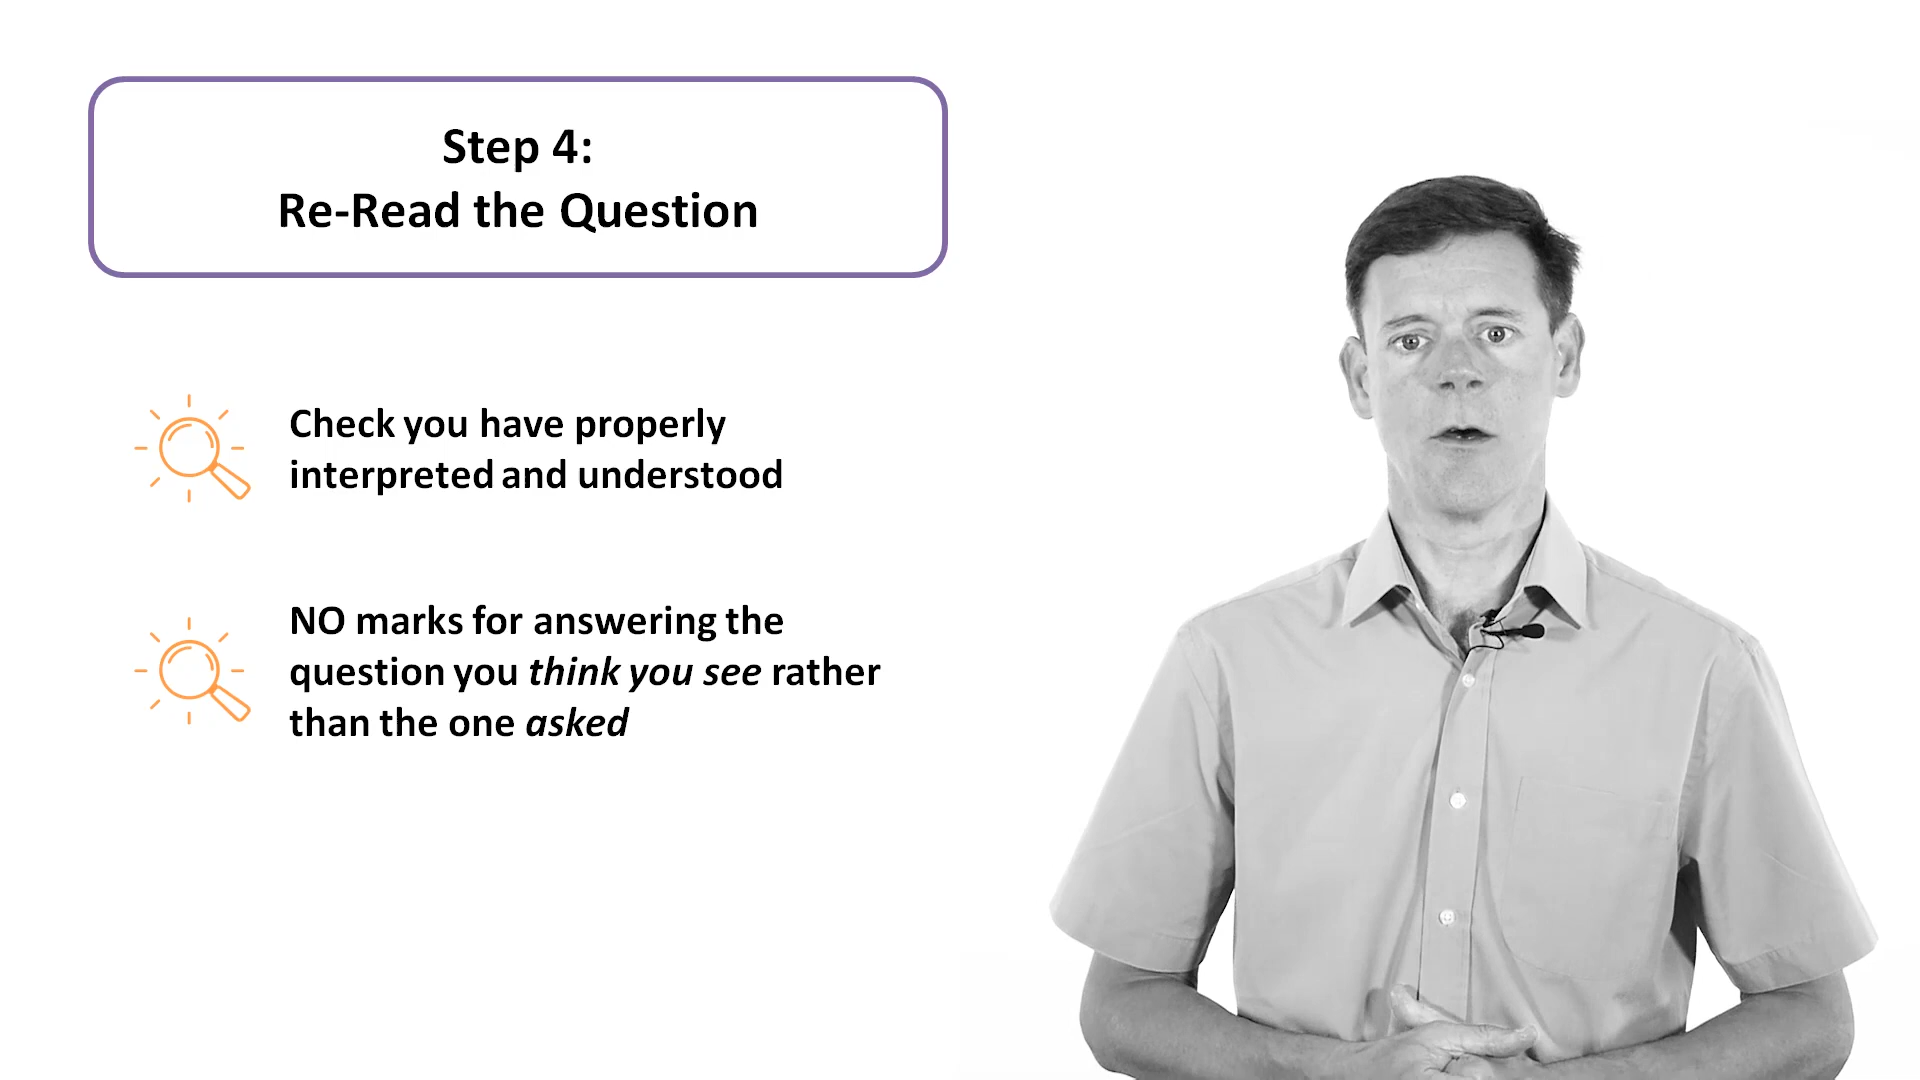 Step 4:
Re-Read the Question
Check you have properly
interpreted and understood
NO marks for answering the
question you think you see rather
than the one asked